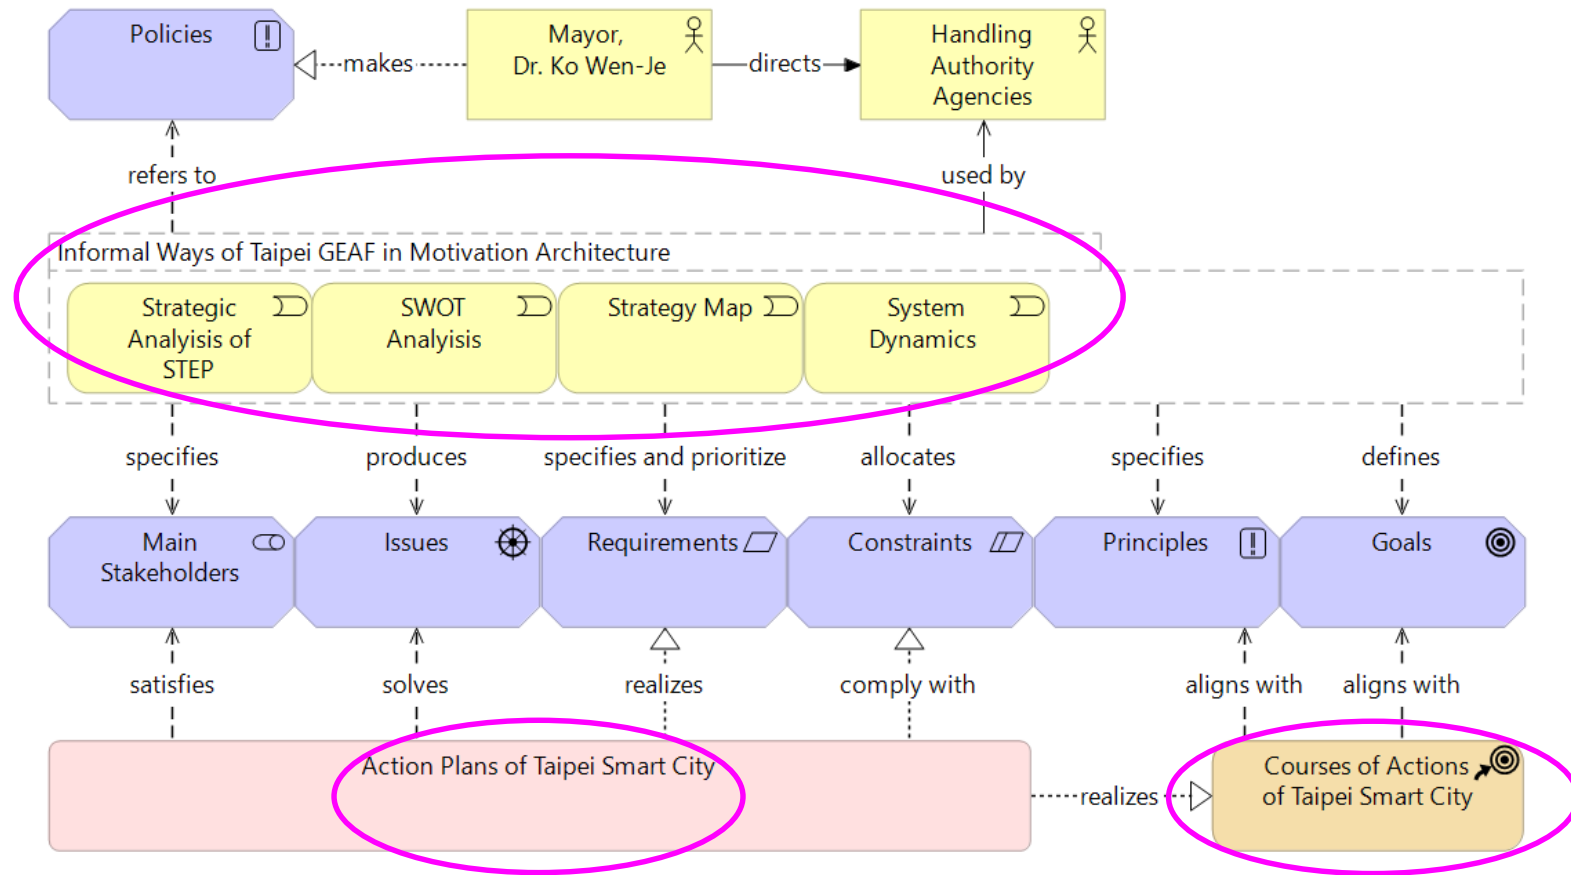 Policies
makes
Mayor,
Dr. Ko Wen-Je
directs
Handling
Authority
Agencies
refers to
used by
Informal Ways of Taipei GEAF in Motivation Architecture
Strategic
Analyisis of
STEP
SWOT
Analyisis
Strategy Map
System
Dynamics
specifies
produces
specifies and prioritize
allocates
specifies
defines
Main
Stakeholders
Issues
Requirements
Constraints
Principles
Goals
satisfies
solves
realizes
comply with
aligns with
aligns with
Action Plans of Taipei Smart City
realizes
Courses of Actions
of Taipei Smart City